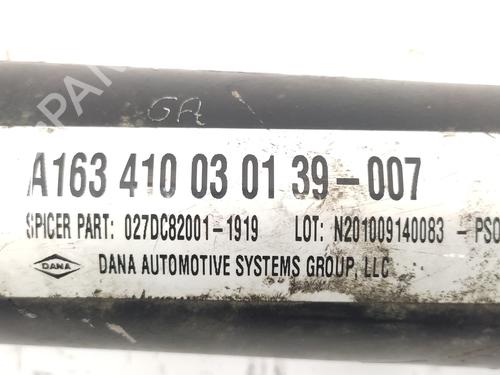 GA
A163 410 03 01 39-007
SPICER PART: 027DC82001-1919 LOT: N201009140083 - PSO
DANA DANA AUTOMOTIVE SYSTEMS GROUP, LLC